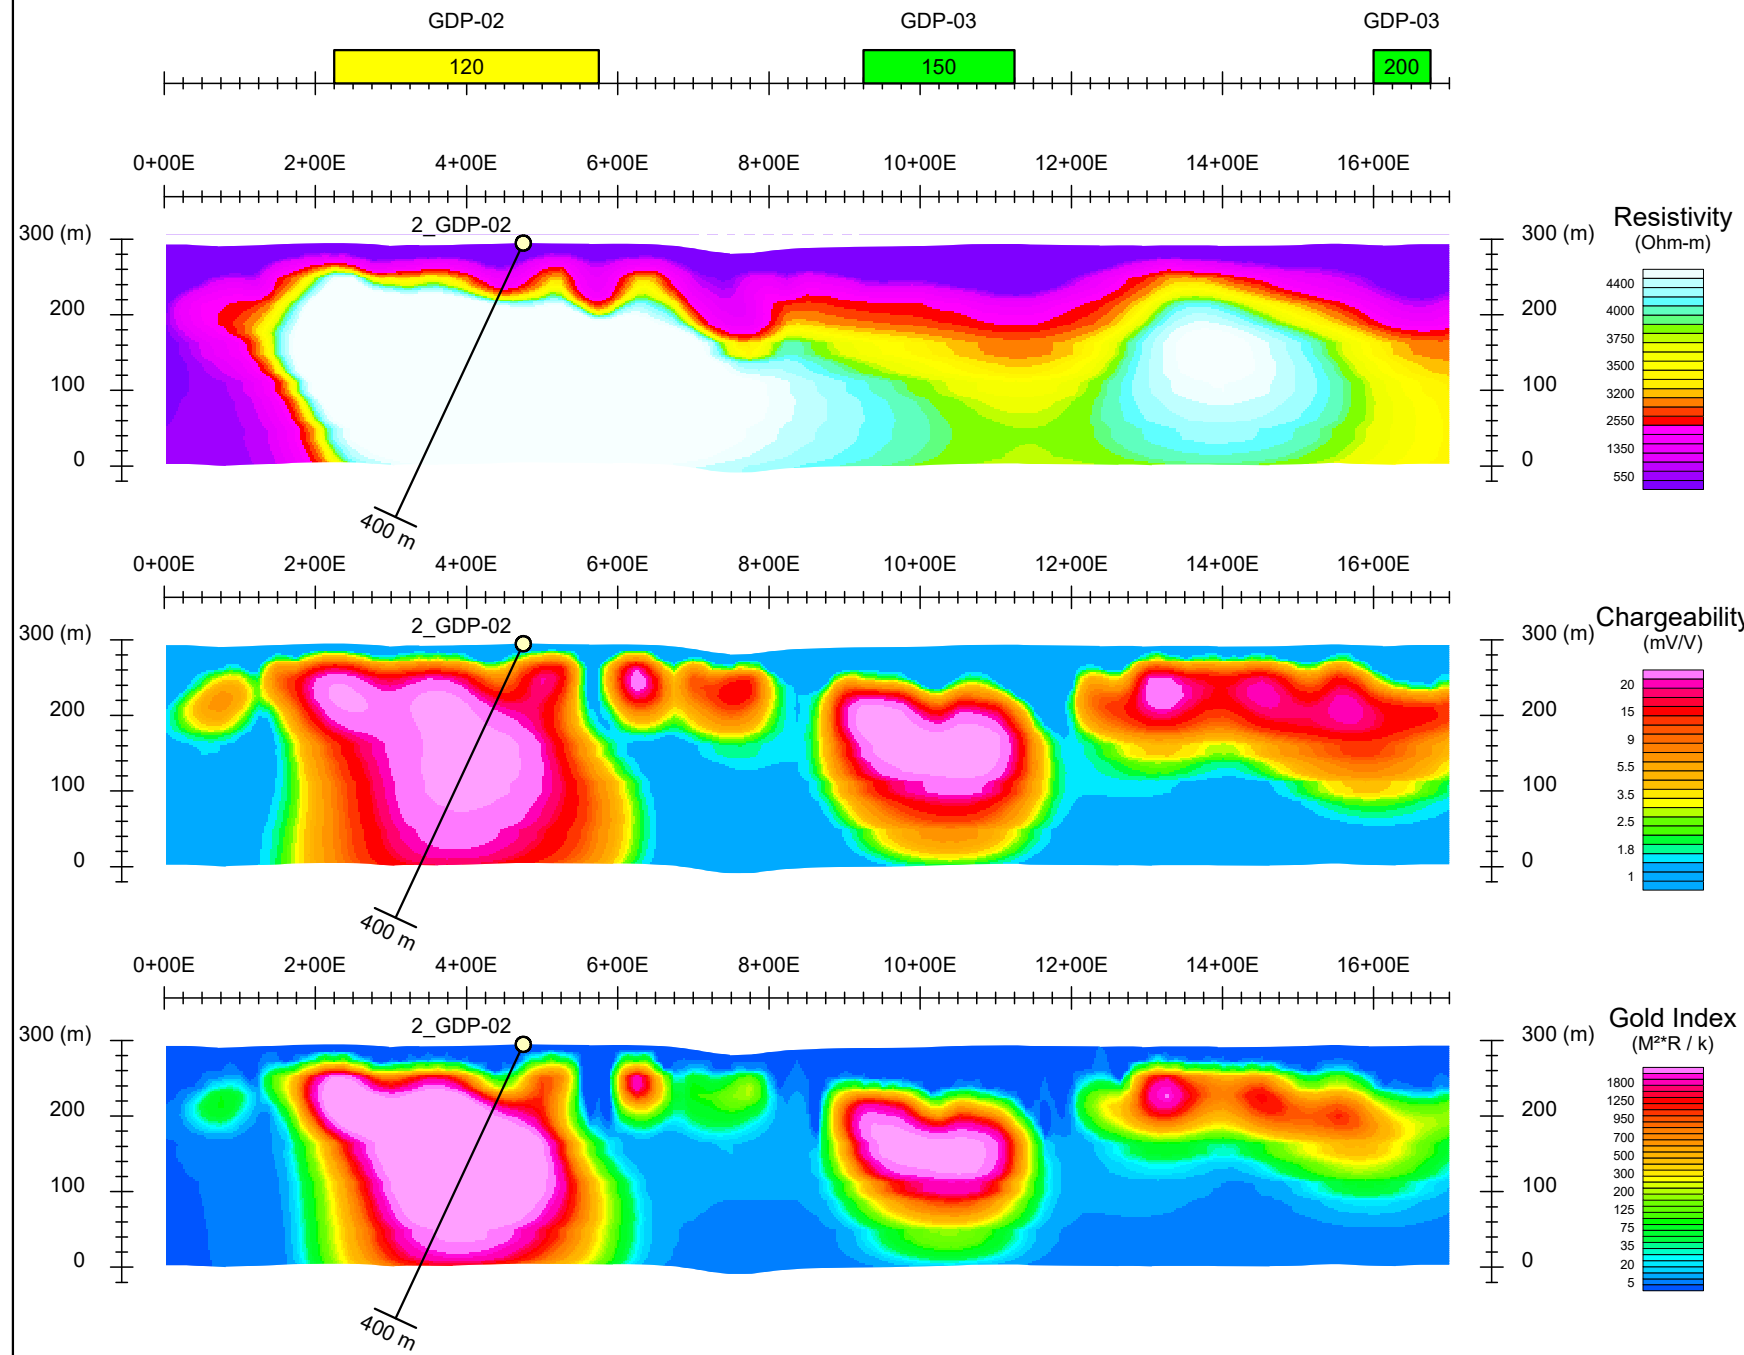 GDP-02 GDP-03 GDP-03
120 150 200
0+00E 2+00E 4+00E 6+00E 8+00E 10+00E 12+00E 14+00E 16+00E
2_GDP-02
300 (m) 300 (m)
200 200
100 100
0 0
400 m
Resistivity
(Ohm-m)
4400
4000
3750
3500
3200
2550
1350
550
0+00E 2+00E 4+00E 6+00E 8+00E 10+00E 12+00E 14+00E 16+00E
2_GDP-02
300 (m) 300 (m)
200 200
100 100
0 0
400 m
Chargeability
(mV/V)
20
15
9
5.5
3.5
2.5
1.8
1
0+00E 2+00E 4+00E 6+00E 8+00E 10+00E 12+00E 14+00E 16+00E
2_GDP-02
300 (m) 300 (m)
200 200
100 100
0 0
400 m
Gold Index
(M²*R / k)
1800
1250
950
700
500
300
200
125
75
35
20
5